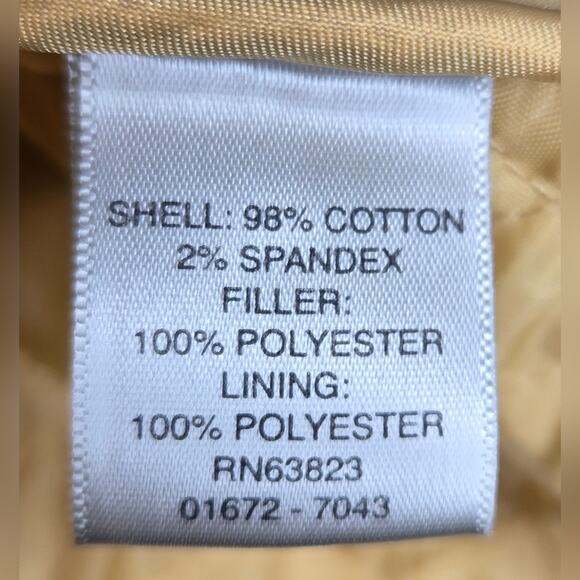 SHELL: 98% COTTON
2% SPANDEX
FILLER:
100% POLYESTER
LINING:
100% POLYESTER
RN63823
01672 - 7043